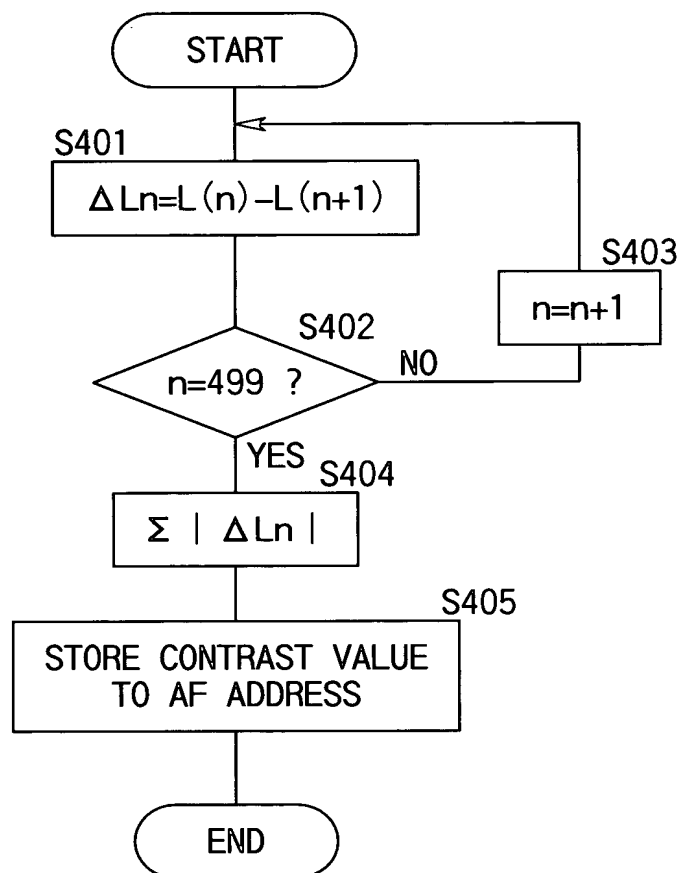 START
S401
ΔLn=L(n)-L(n+1)
S403
n=n+1
S402
n=499 ?
NO
YES
S404
Σ | ΔLn |
S405
STORE CONTRAST VALUE
TO AF ADDRESS
END